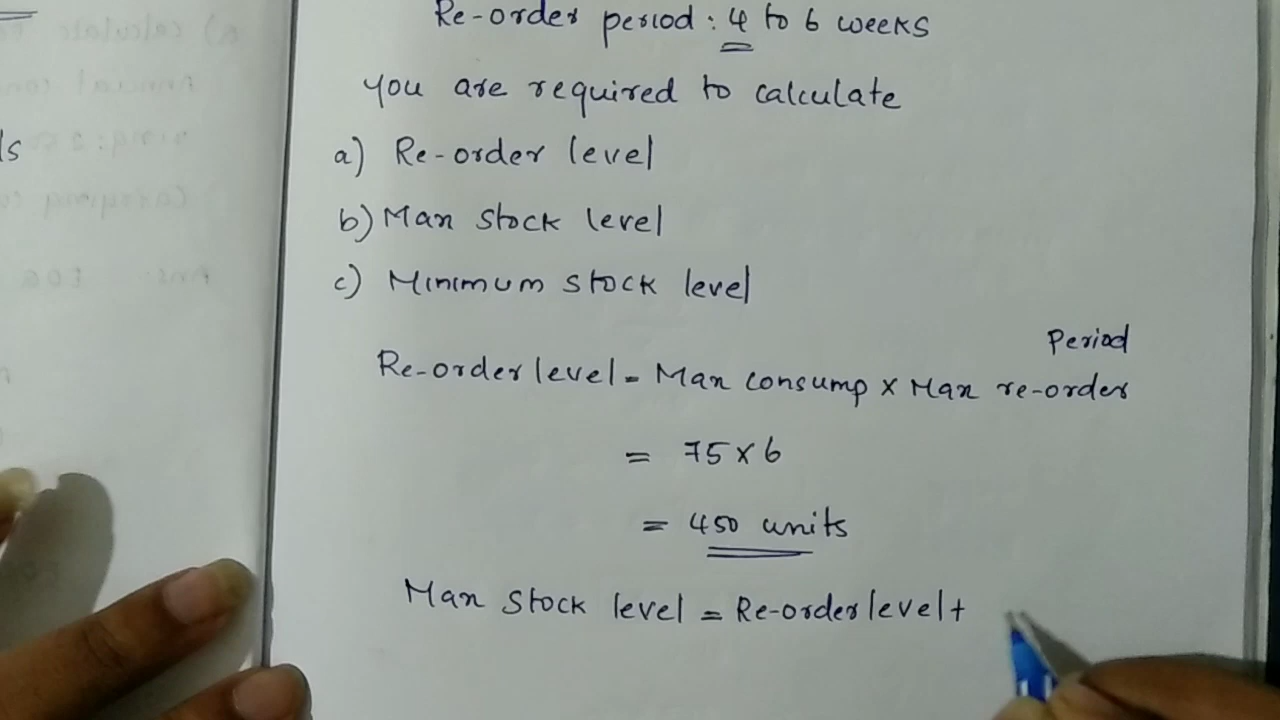 Re-order period : 4 to 6 weeks
you are required to calculate
a) Re-order level
b) Max stock level
c) Minimum stock level
Period
Re-order level = Max consump x Max re-order
= 75 x 6
= 450 units
Max stock level = Re-order level +